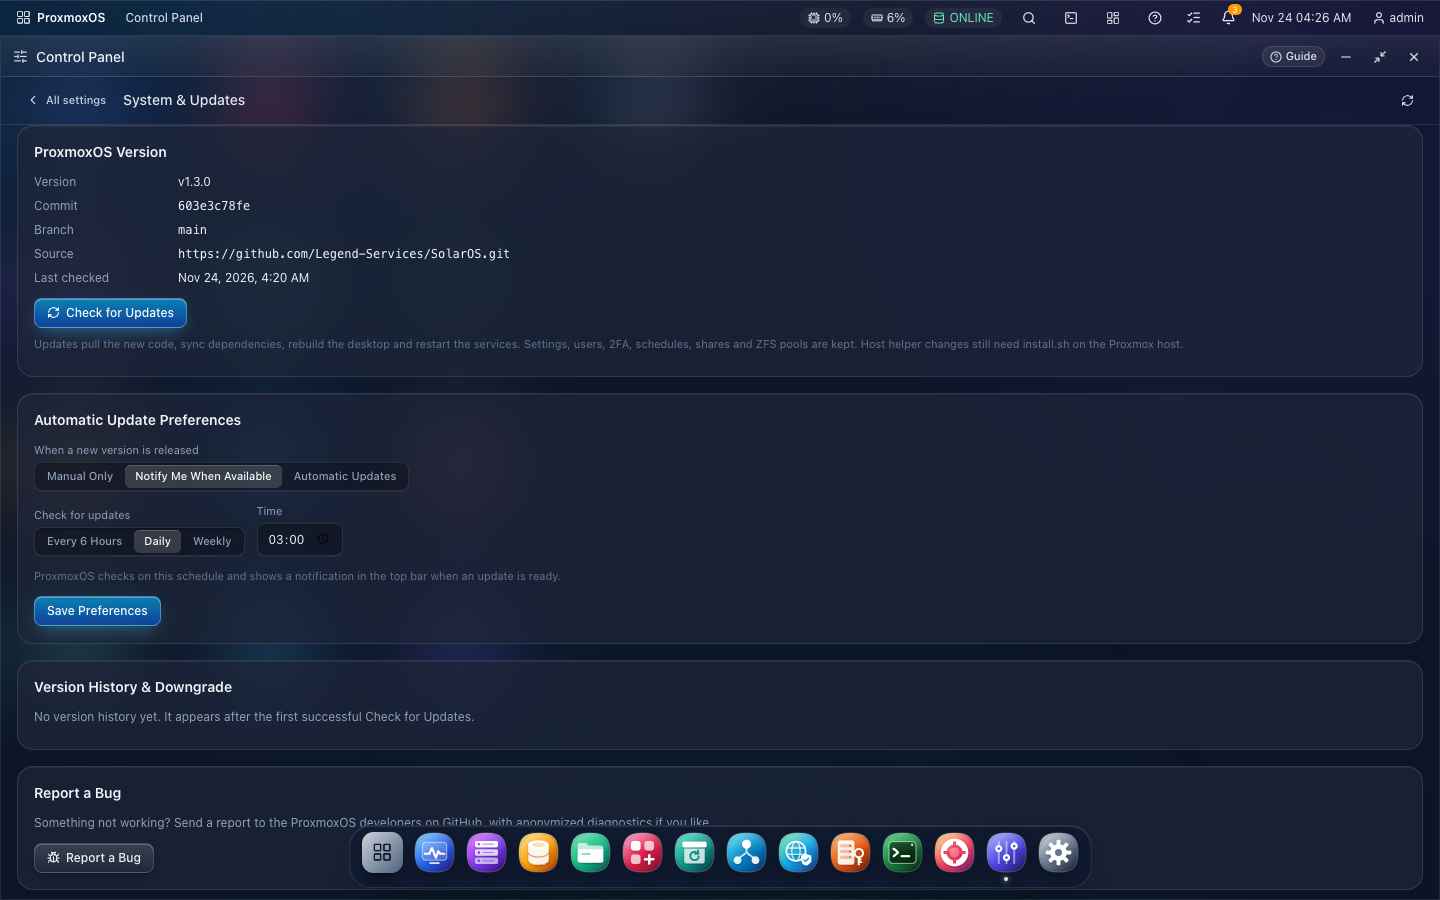 ProxmoxOS Control Panel 0% 6% ONLINE 3 Nov 24 04:26 AM admin
Control Panel Guide
All settings System & Updates
ProxmoxOS Version
Version v1.3.0
Commit 603e3c78fe
Branch main
Source https://github.com/Legend-Services/SolarOS.git
Last checked Nov 24, 2026, 4:20 AM
Check for Updates
Updates pull the new code, sync dependencies, rebuild the desktop and restart the services. Settings, users, 2FA, schedules, shares and ZFS pools are kept. Host helper changes still need install.sh on the Proxmox host.
Automatic Update Preferences
When a new version is released
Manual Only Notify Me When Available Automatic Updates
Check for updates Time
Every 6 Hours Daily Weekly 03:00
ProxmoxOS checks on this schedule and shows a notification in the top bar when an update is ready.
Save Preferences
Version History & Downgrade
No version history yet. It appears after the first successful Check for Updates.
Report a Bug
Something not working? Send a report to the ProxmoxOS developers on GitHub, with anonymized diagnostics if you like.
Report a Bug